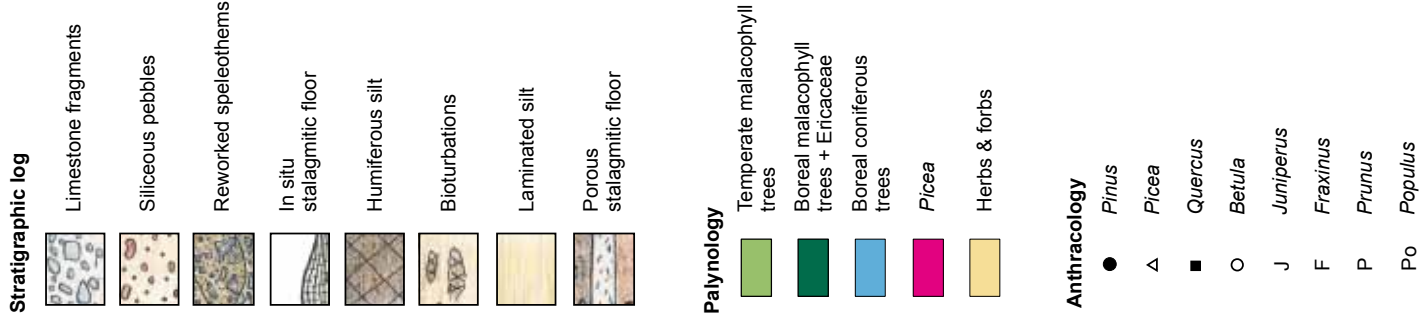 Stratigraphic log
Limestone fragments
Siliceous pebbles
Reworked speleothems
In situ
stalagmitic floor
Humiferous silt
Bioturbations
Laminated silt
Porous
stalagmitic floor
Palynology
Temperate malacophyll
trees
Boreal malacophyll
trees + Ericaceae
Boreal coniferous
trees
Picea
Herbs & forbs
Anthracology
Pinus
Picea
Quercus
Betula
J Juniperus
F Fraxinus
P Prunus
Po Populus